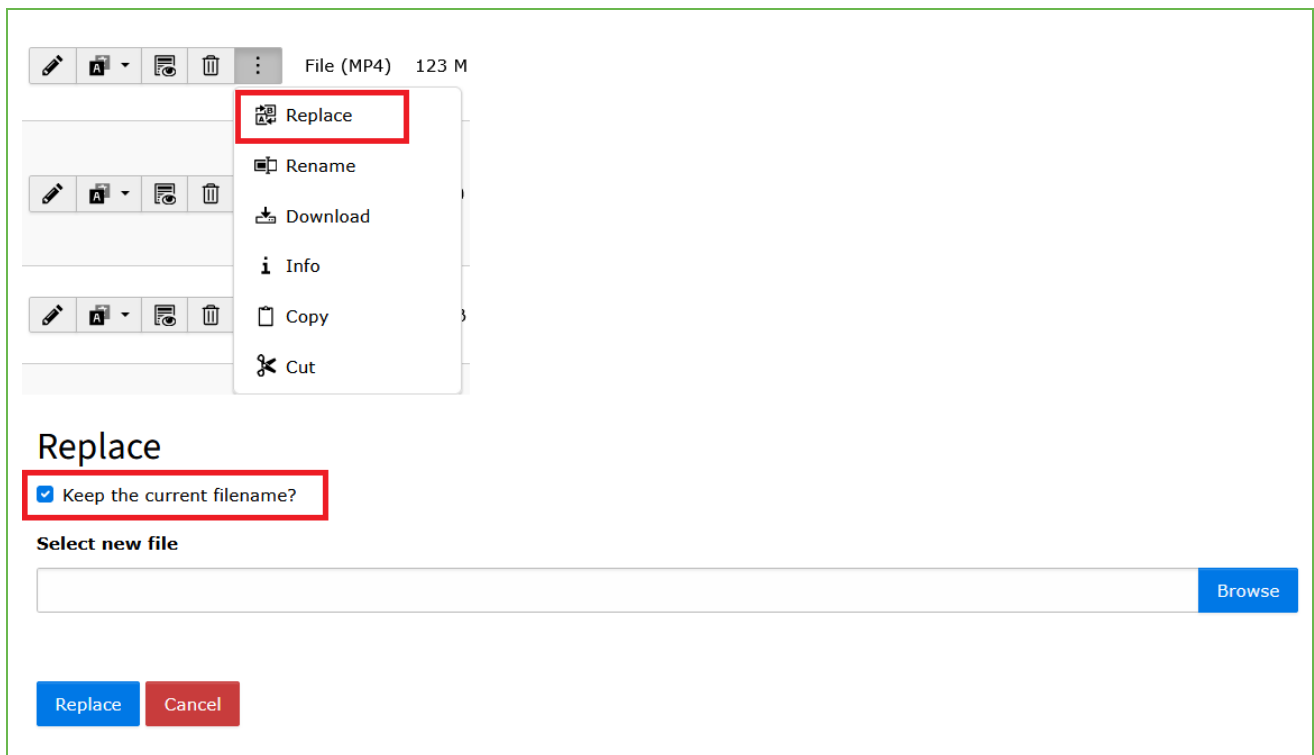 File (MP4) 123 M
Replace
Rename
Download
Info
Copy
Cut
Replace
Keep the current filename?
Select new file
Browse
Replace Cancel